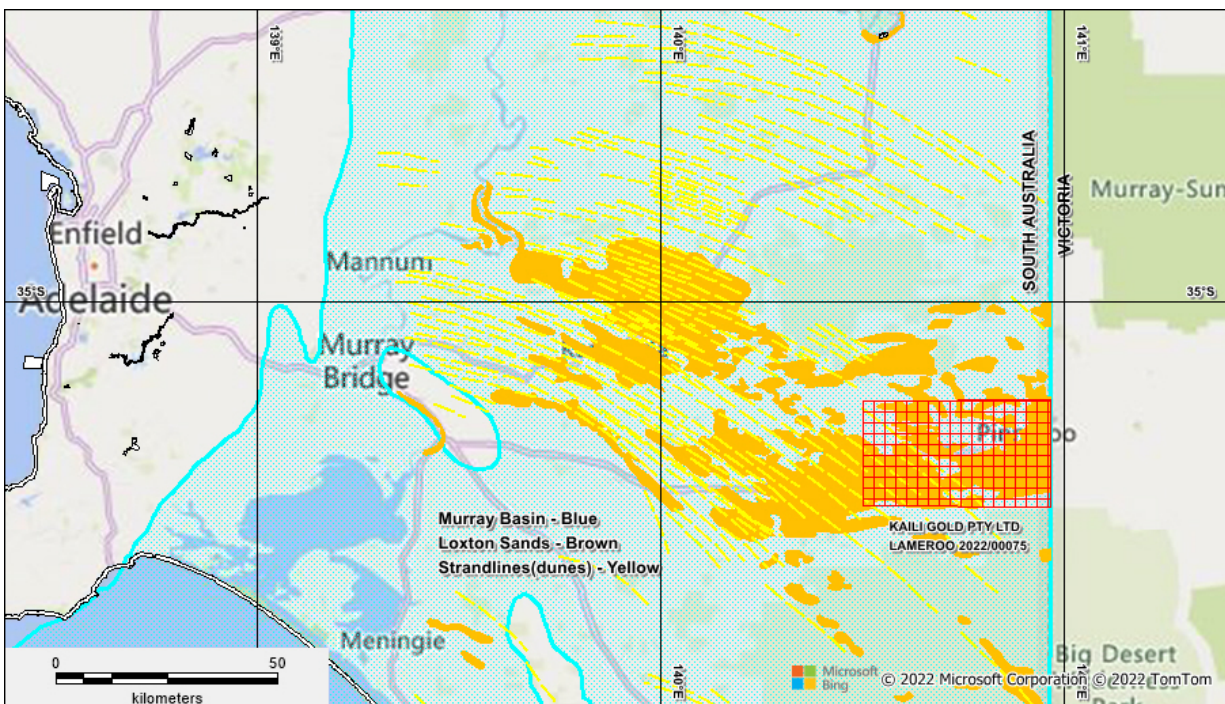 139°E
140°E
141°E
SOUTH AUSTRALIA
VICTORIA
Murray-Sun
Enfield
Mannum
35°S
35°S
Adelaide
Murray
Bridge
KAILI GOLD PTY LTD
LAMEROO 2022/00075
Murray Basin - Blue
Loxton Sands - Brown
Strandlines(dunes) - Yellow
Meningie
0
50
kilometers
140°E
Big Desert
Park
Microsoft
Bing
© 2022 Microsoft Corporation © 2022 TomTom